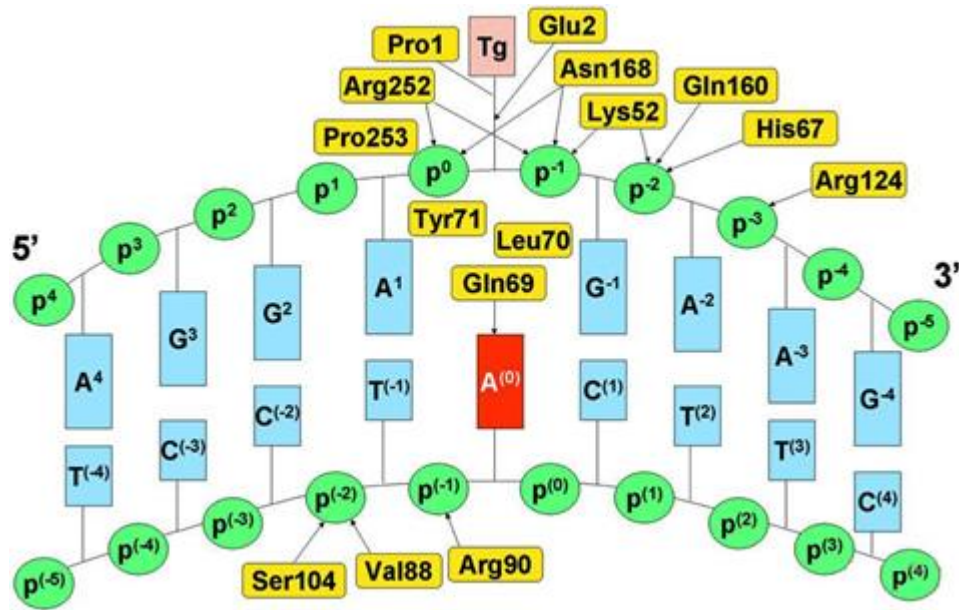 Pro1 Tg Glu2
Arg252 Asn168 Gln160
Lys52
Pro253 His67
p⁰ p⁻¹
p¹ p⁻² Arg124
p² Tyr71 p⁻³
5’ p³ Leu70 p⁻⁴ 3’
p⁴ A¹ Gln69 G⁻¹ p⁻⁵
G² A⁻²
G³ A⁻³
A⁴ A⁽⁰⁾ G⁻⁴
T⁽⁻¹⁾ C⁽¹⁾
C⁽⁻²⁾ T⁽²⁾
C⁽⁻³⁾ T⁽³⁾
T⁽⁻⁴⁾ C⁽⁴⁾
p⁽⁻²⁾ p⁽⁻¹⁾ p⁽⁰⁾ p⁽¹⁾
p⁽⁻³⁾ p⁽²⁾
p⁽⁻⁴⁾ p⁽³⁾
p⁽⁻⁵⁾ Ser104 Val88 Arg90 p⁽⁴⁾